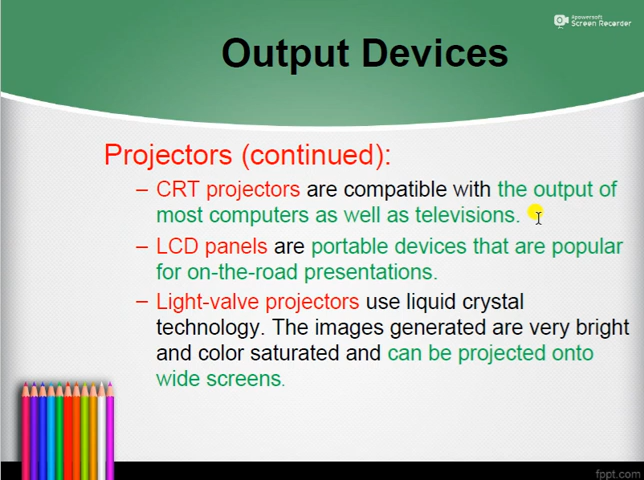 Apowersoft
Screen Recorder
Output Devices
Projectors (continued):
– CRT projectors are compatible with the output of
most computers as well as televisions.
– LCD panels are portable devices that are popular
for on-the-road presentations.
– Light-valve projectors use liquid crystal
technology. The images generated are very bright
and color saturated and can be projected onto
wide screens.
fppt.com